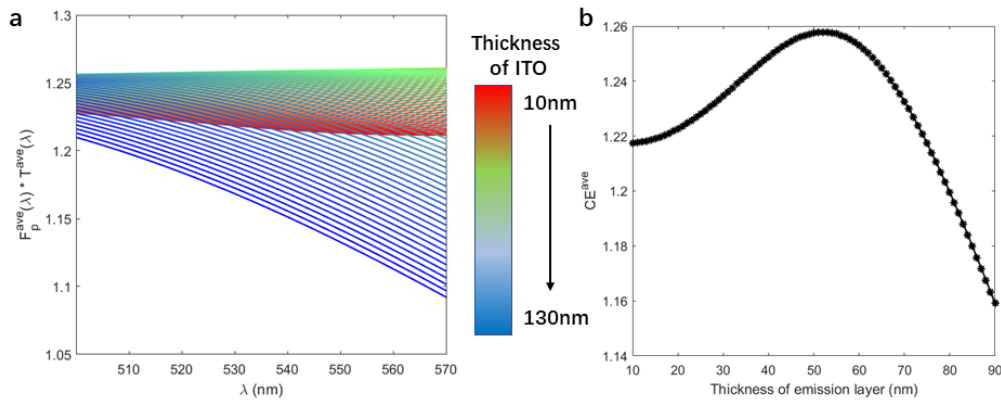 a
1.3
1.25
1.2
1.15
1.1
1.05
F_p^ave(λ) * T^ave(λ)
510 520 530 540 550 560 570
λ (nm)
Thickness
of ITO
10nm
130nm
b
1.26
1.24
1.22
1.2
1.18
1.16
1.14
CE^ave
10 20 30 40 50 60 70 80 90
Thickness of emission layer (nm)